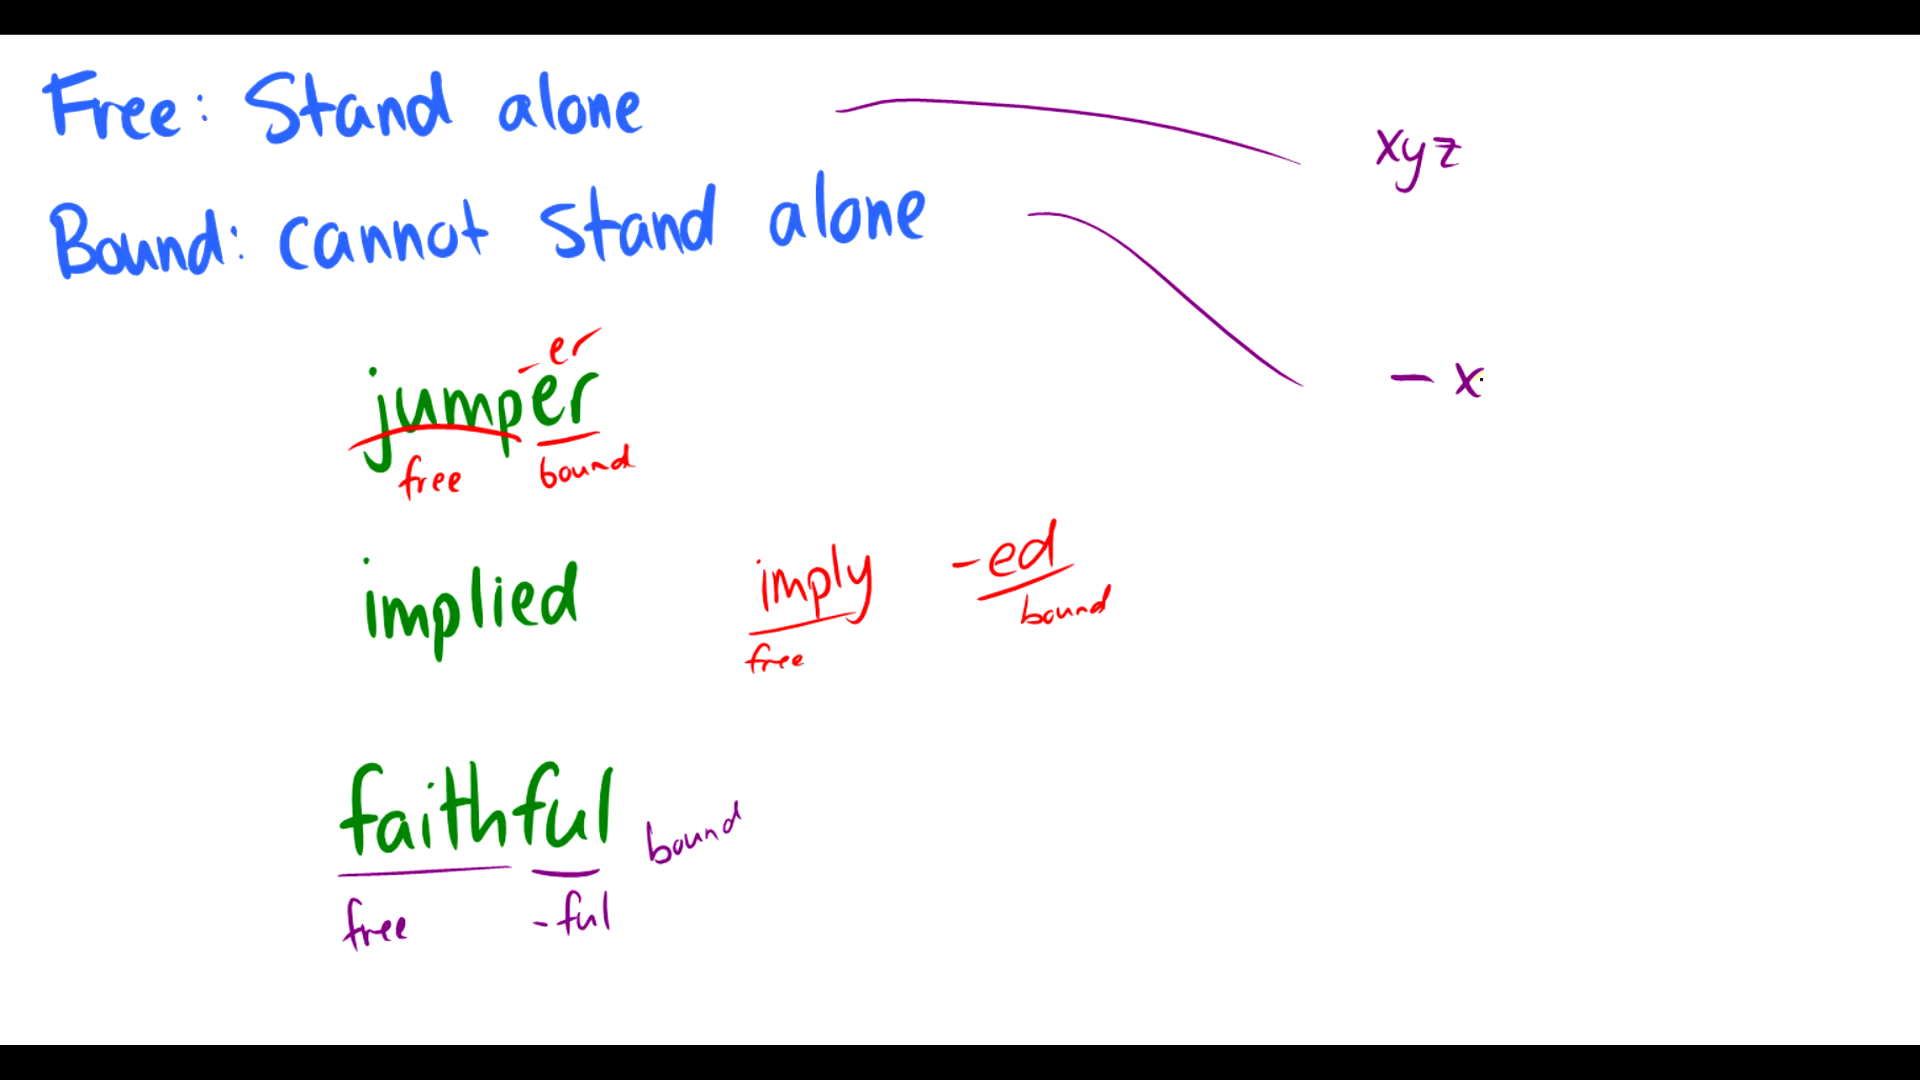 Free: Stand alone
xyz
Bound: cannot stand alone
-er
- x
jumper
free bound
implied imply -ed
free bound
faithful bound
free -ful